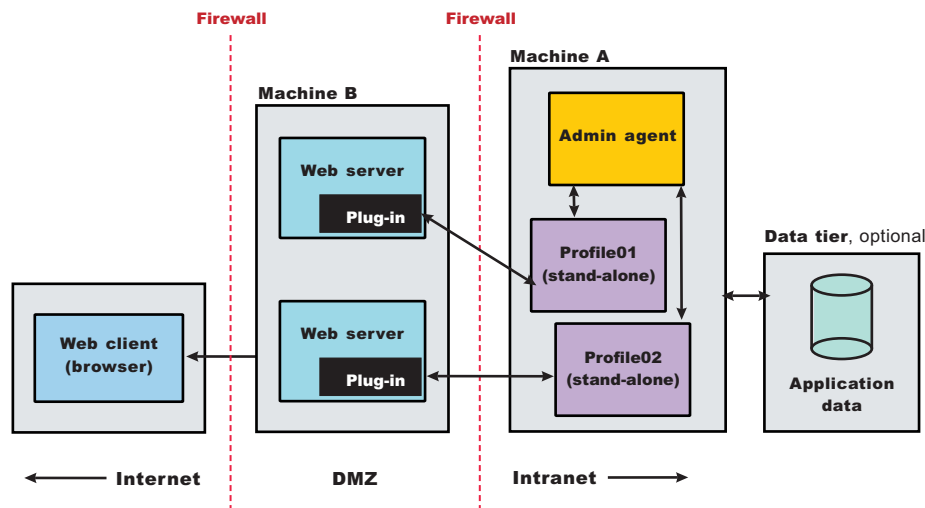 Firewall
Firewall
Machine A
Machine B
Admin agent
Web server
Plug-in
Profile01
(stand-alone)
Data tier, optional
Web server
Plug-in
Profile02
(stand-alone)
Web client
(browser)
Application
data
Internet
DMZ
Intranet